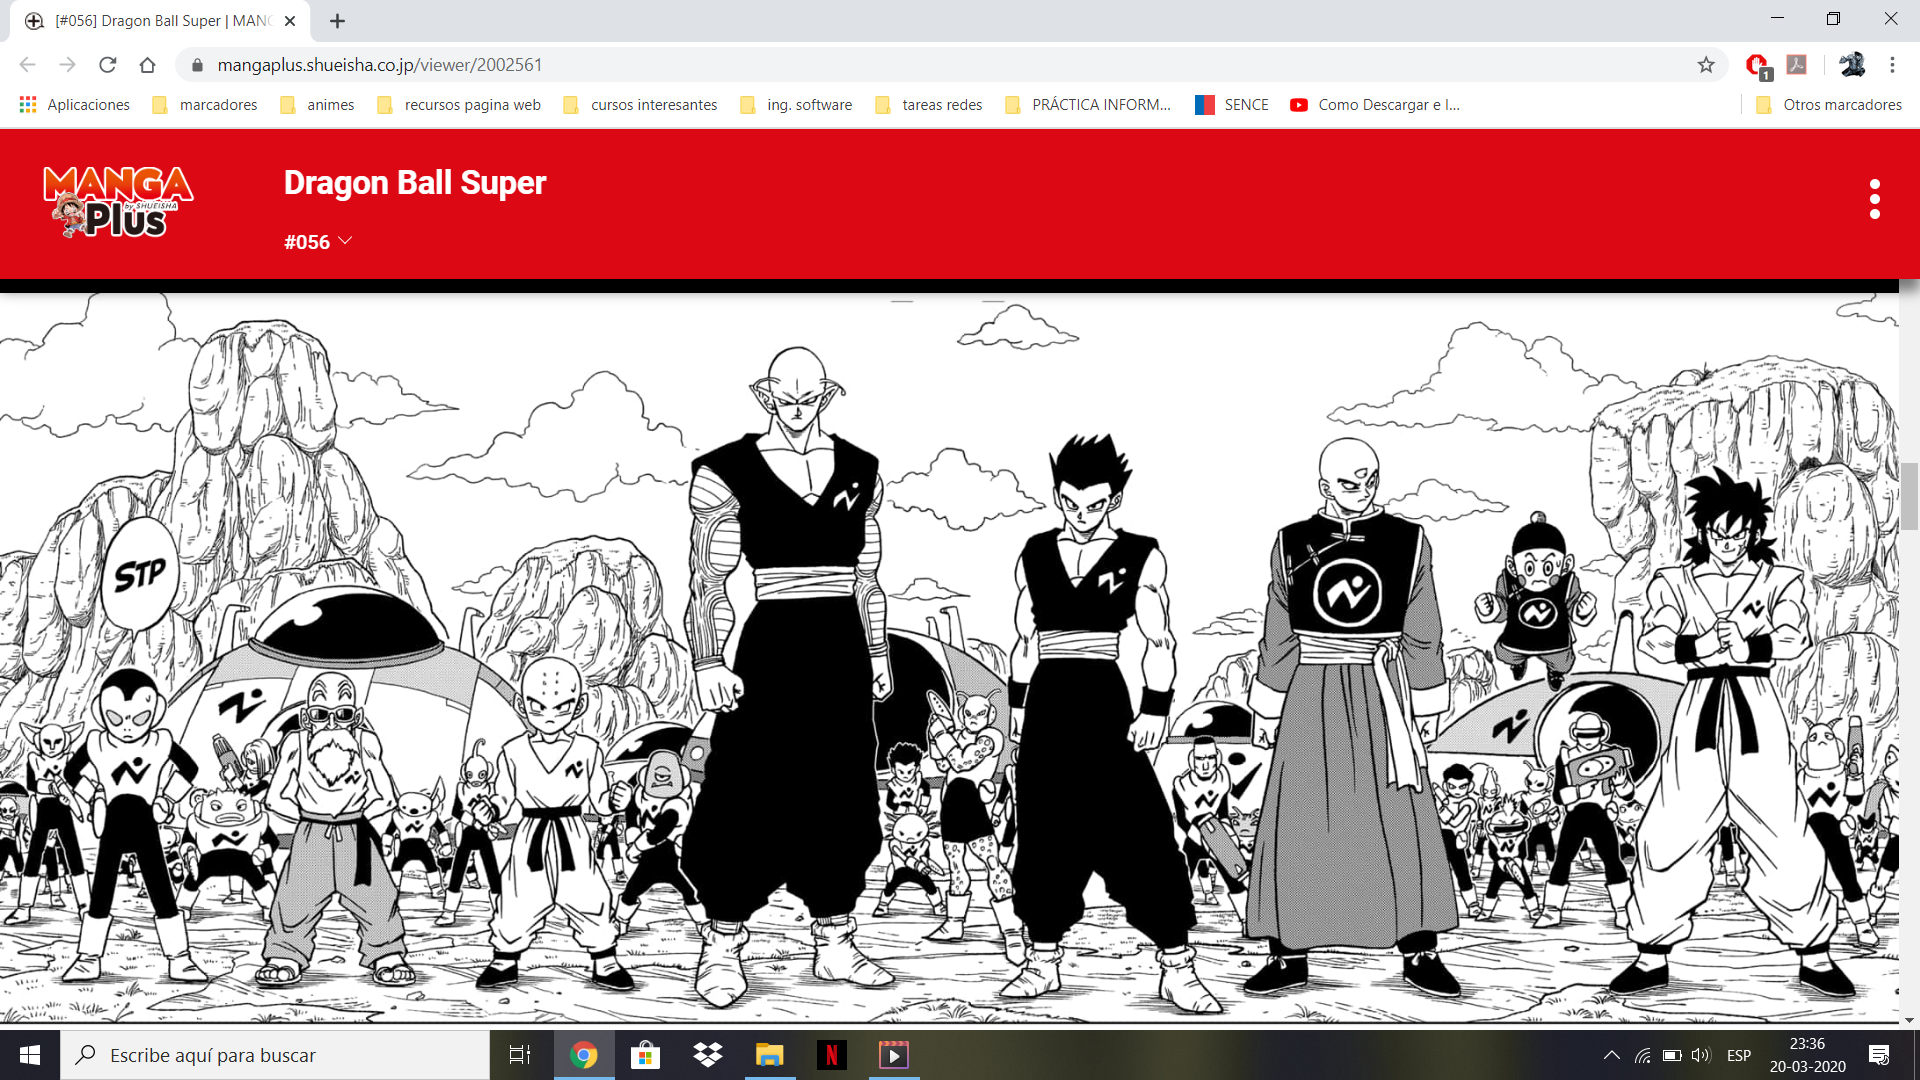 [#056] Dragon Ball Super | MANG
mangaplus.shueisha.co.jp/viewer/2002561
1
Aplicaciones
marcadores
animes
recursos pagina web
cursos interesantes
ing. software
tareas redes
PRÁCTICA INFORM...
SENCE
Como Descargar e I...
Otros marcadores
MANGA
by SHUEISHA
Plus
Dragon Ball Super
#056
STP
Escribe aquí para buscar
N
ESP
23:36
20-03-2020